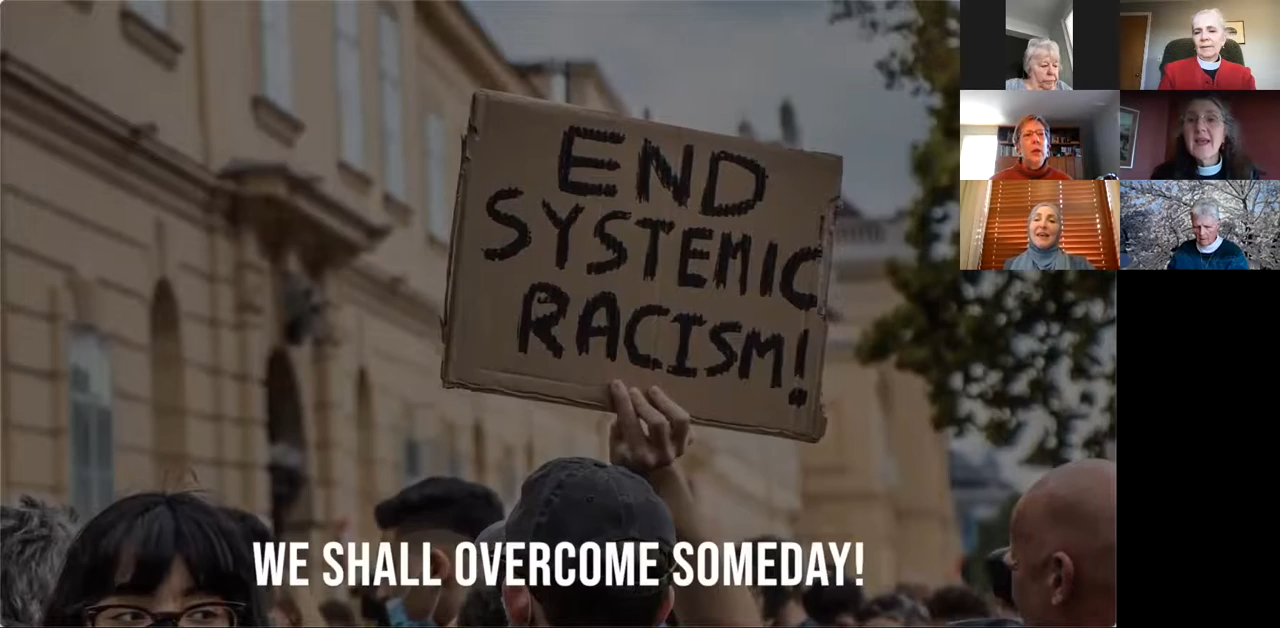 END
SYSTEMIC
RACISM!
WE SHALL OVERCOME SOMEDAY!